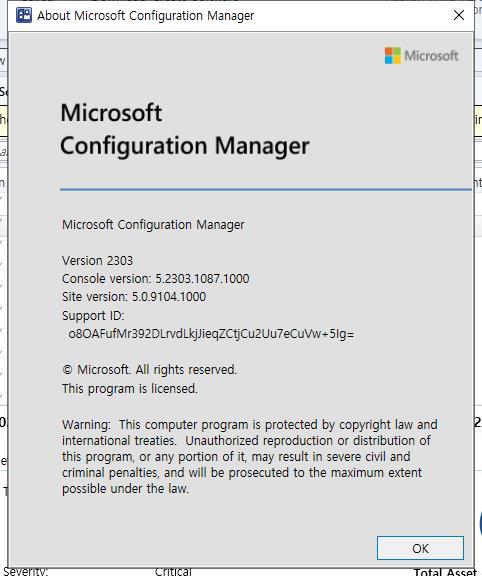 About Microsoft Configuration Manager
Microsoft
Microsoft
Configuration Manager
Microsoft Configuration Manager
Version 2303
Console version: 5.2303.1087.1000
Site version: 5.0.9104.1000
Support ID:
o8OAFufMr392DLrvdLkjJieqZCtjCu2Uu7eCuVw+5Ig=
© Microsoft. All rights reserved.
This program is licensed.
Warning: This computer program is protected by copyright law and
international treaties. Unauthorized reproduction or distribution of
this program, or any portion of it, may result in severe civil and
criminal penalties, and will be prosecuted to the maximum extent
possible under the law.
OK
Severity: Critical Total Asset